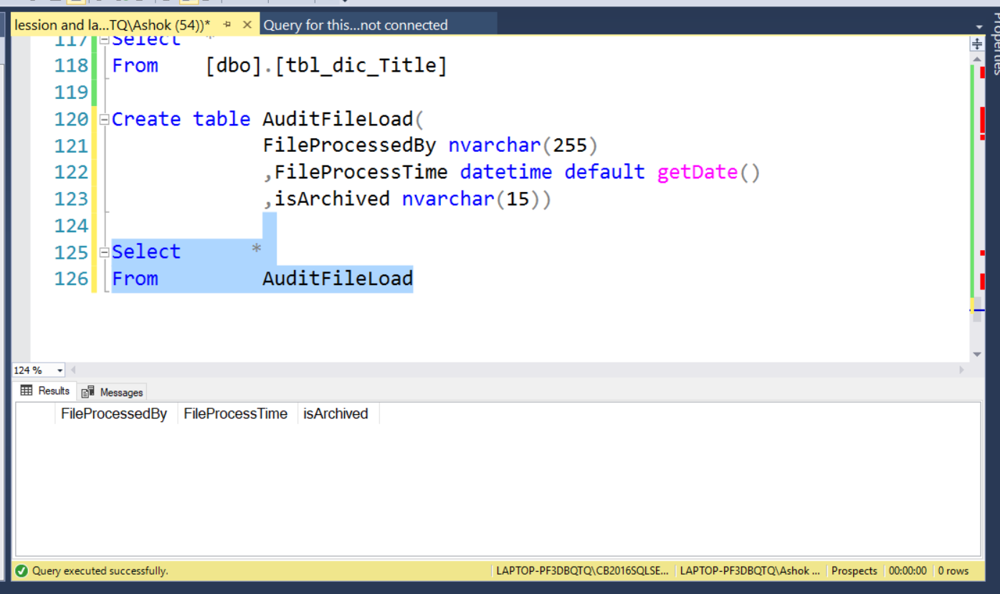 lession and la...TQ\Ashok (54))*
Query for this...not connected
Properties
117 Select *
118 From [dbo].[tbl_dic_Title]
119
120 Create table AuditFileLoad(
121 FileProcessedBy nvarchar(255)
122 ,FileProcessTime datetime default getDate()
123 ,isArchived nvarchar(15))
124
125 Select *
126 From AuditFileLoad
124 %
Results Messages
FileProcessedBy FileProcessTime isArchived
Query executed successfully. LAPTOP-PF3DBQTQ\CB2016SQLSE... LAPTOP-PF3DBQTQ\Ashok ... Prospects 00:00:00 0 rows